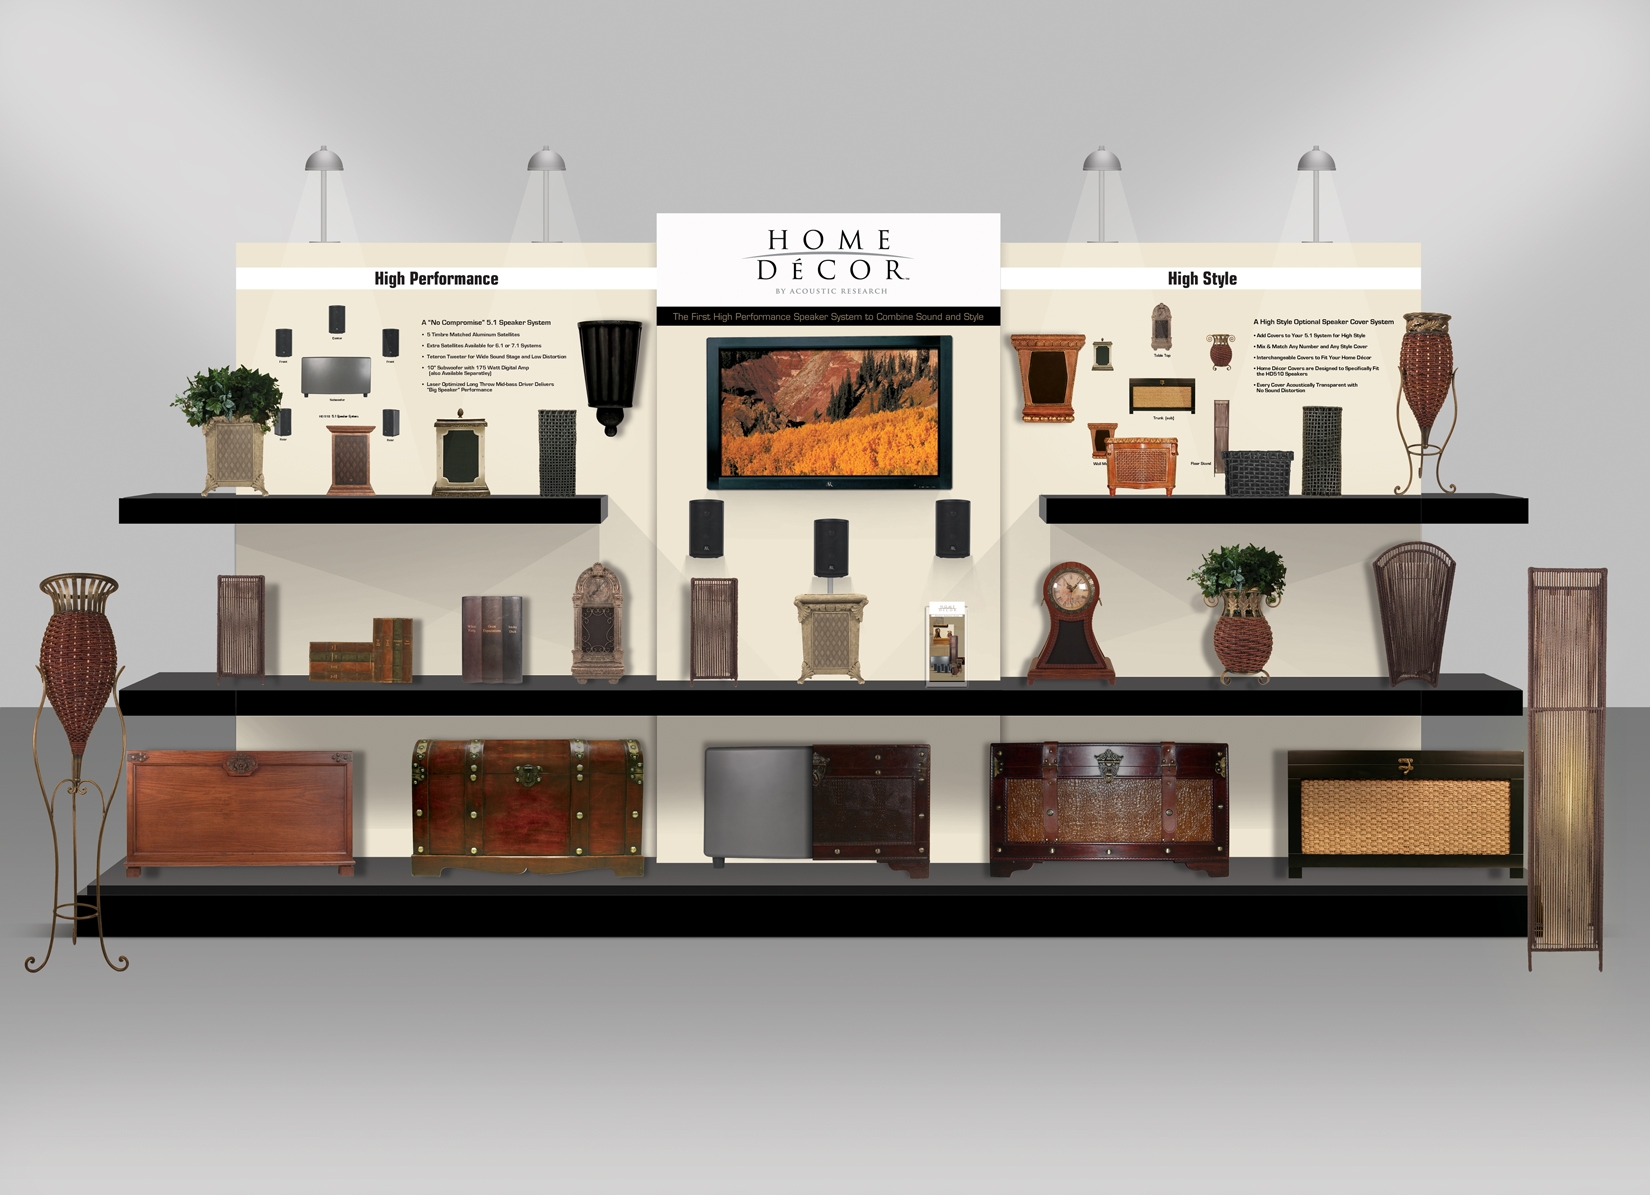 HOME
DÉCOR™
BY ACOUSTIC RESEARCH
The First High Performance Speaker System to Combine Sound and Style
High Performance
A "No Compromise" 5.1 Speaker System
• 5 Timbre Matched Aluminum Satellites
• Extra Satellites Available for 6.1 or 7.1 Systems
• Teteron Tweeter for Wide Sound Stage and Low Distortion
• 10" Subwoofer with 175 Watt Digital Amp
(also Available Separatley)
• Laser Optimized Long Throw Mid-bass Driver Delivers
"Big Speaker" Performance
Center
Front
Front
Subwoofer
HD510 5.1 Speaker System
Rear
Rear
High Style
A High Style Optional Speaker Cover System
• Add Covers to Your 5.1 System for High Style
• Mix & Match Any Number and Any Style Cover
• Interchangeable Covers to Fit Your Home Décor
• Home Décor Covers are Designed to Specifically Fit
the HD510 Speakers
• Every Cover Acoustically Transparent with
No Sound Distortion
Table Top
Trunk (sub)
Wall
Floor Stand